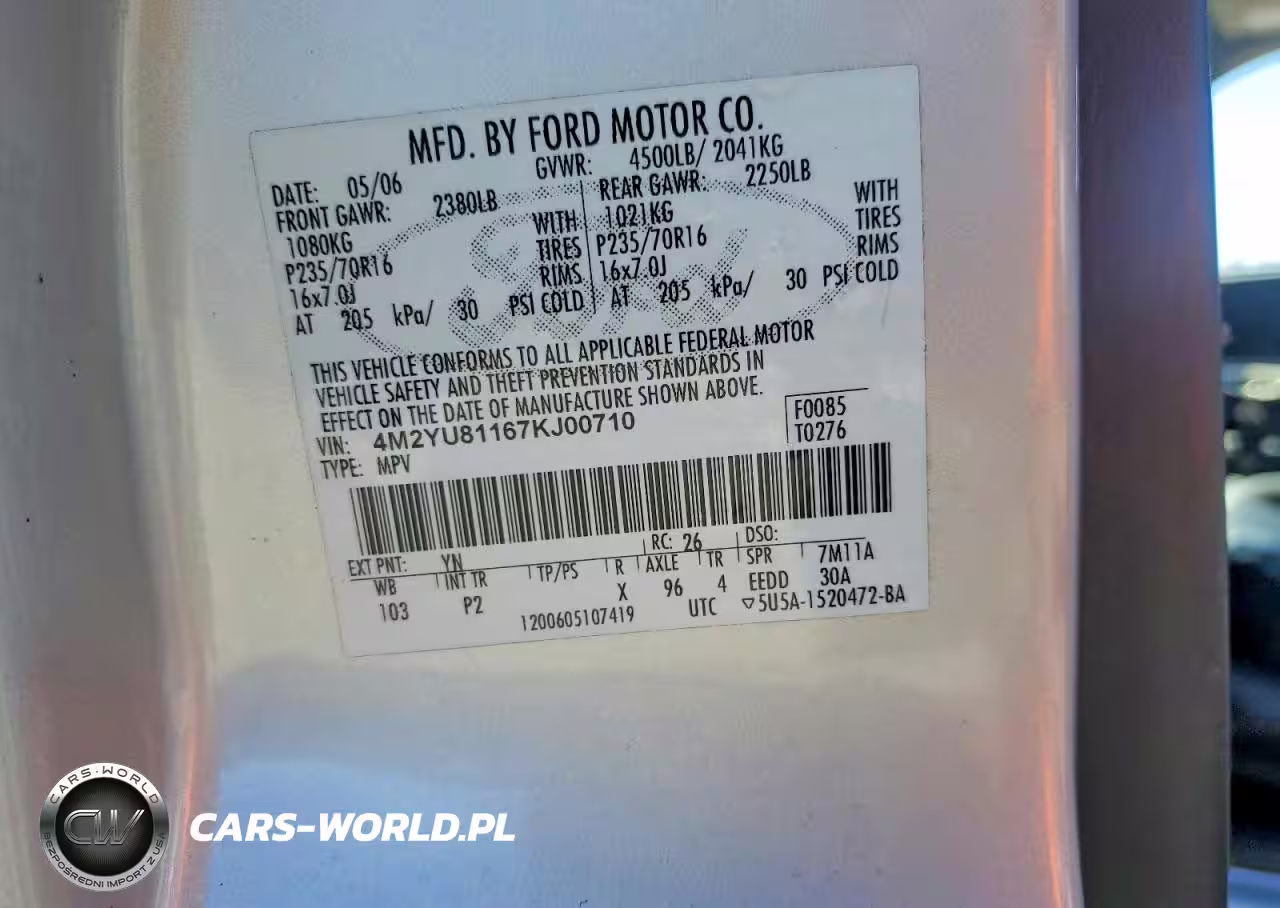 MFD. BY FORD MOTOR CO.
DATE: 05/06 GVWR: 4500LB/ 2041KG
FRONT GAWR: 2380LB REAR GAWR: 2250LB
1080KG WITH 1021KG WITH
P235/70R16 TIRES P235/70R16 TIRES
16x7.0J RIMS 16x7.0J RIMS
AT 205 kPa/ 30 PSI COLD AT 205 kPa/ 30 PSI COLD
THIS VEHICLE CONFORMS TO ALL APPLICABLE FEDERAL MOTOR
VEHICLE SAFETY AND THEFT PREVENTION STANDARDS IN
EFFECT ON THE DATE OF MANUFACTURE SHOWN ABOVE.
VIN: 4M2YU81167KJ00710 F0085
TYPE: MPV T0276
EXT PNT: YN RC: 26 DSO:
WB INT TR TP/PS R AXLE TR SPR 7M11A
103 P2 X 96 4 EEDD 30A
1200605107419 UTC ▽5U5A-1520472-BA
Ford
CARS-WORLD
CW
BEZPOŚREDNI IMPORT Z USA
CARS-WORLD.PL